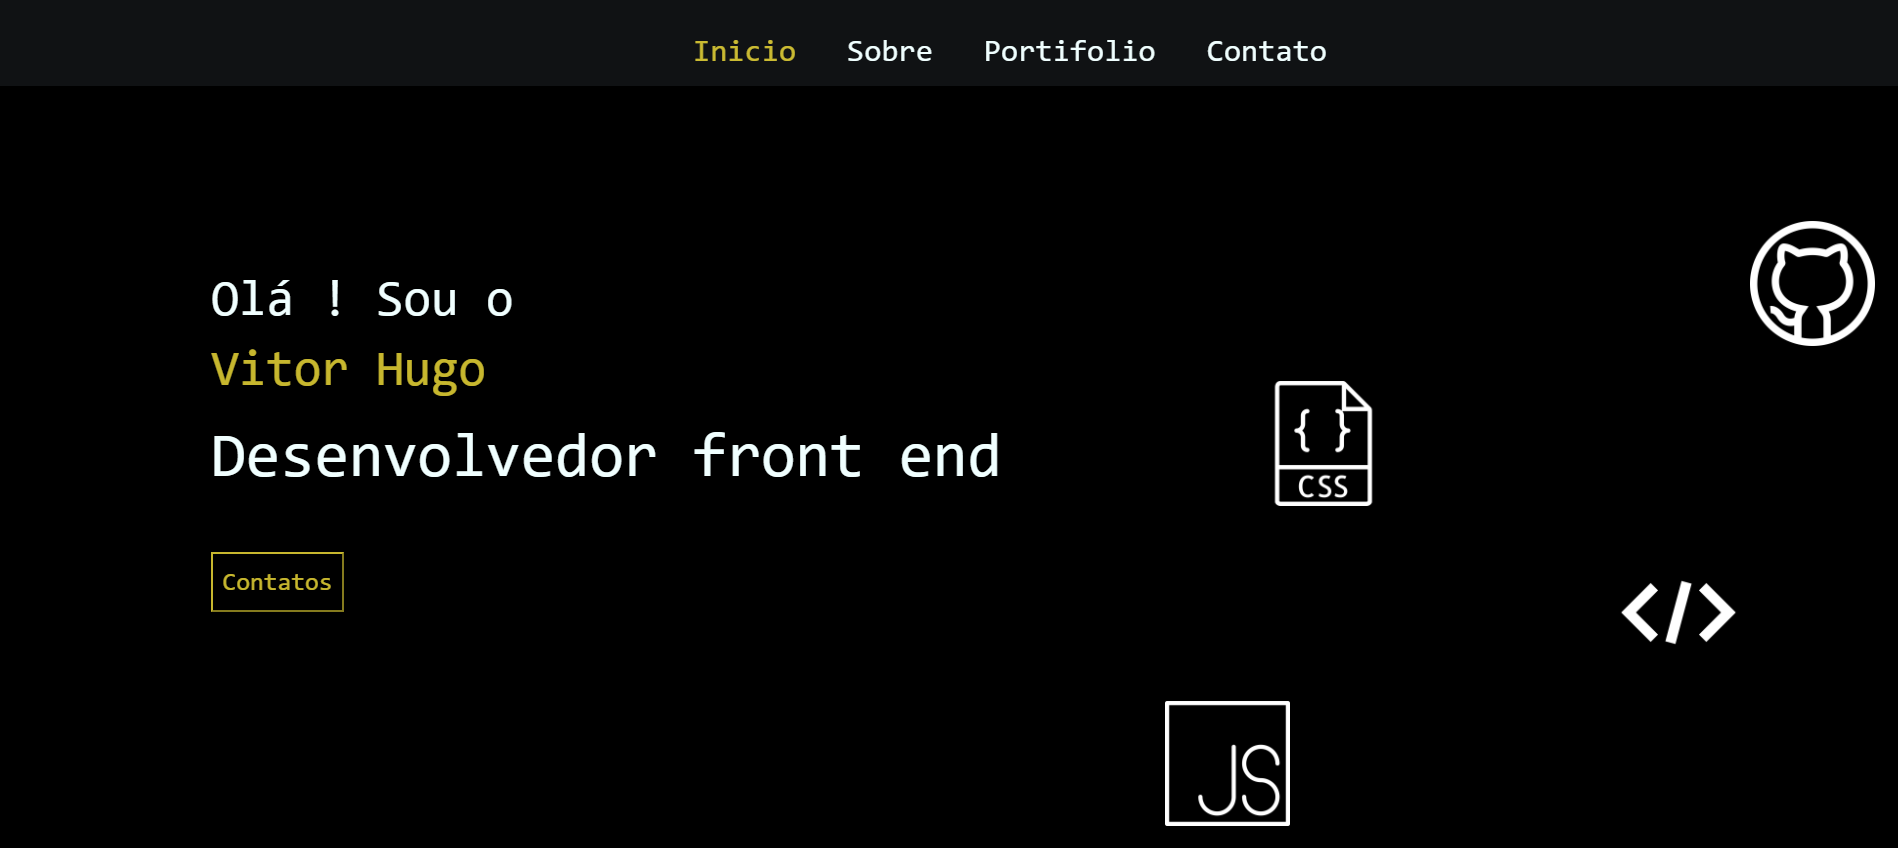 Inicio Sobre Portifolio Contato
Olá ! Sou o
Vitor Hugo
Desenvolvedor front end
Contatos
{ }
CSS
</>
JS